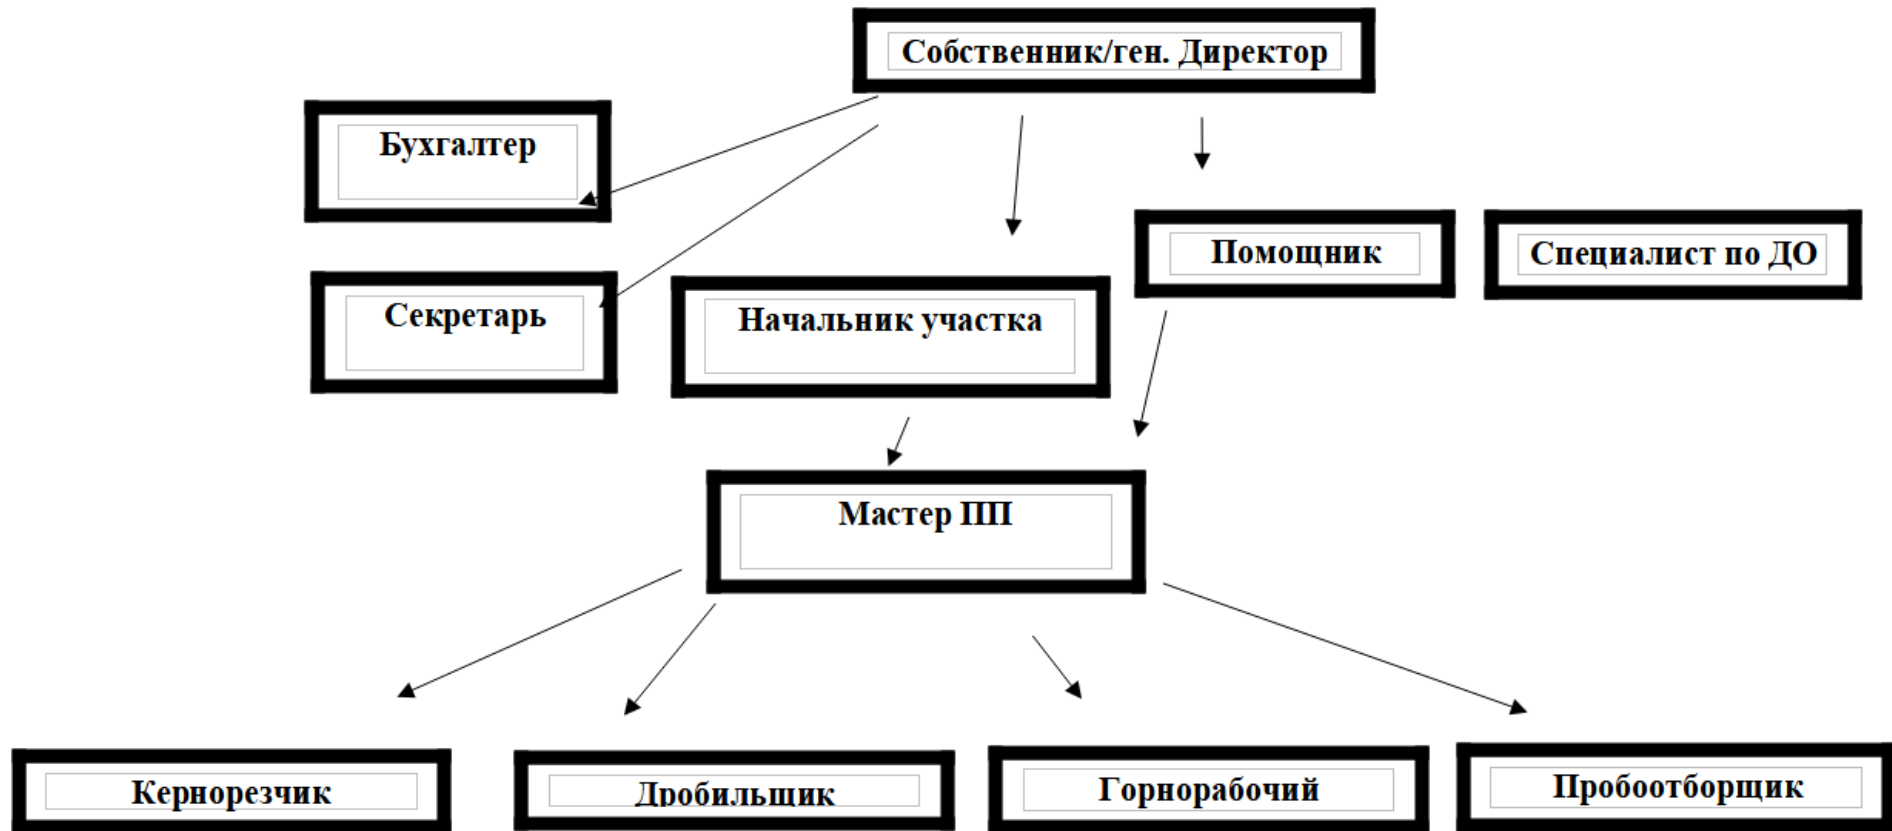 Собственник/ген. Директор
Бухгалтер
Помощник
Специалист по ДО
Секретарь
Начальник участка
Мастер ПП
Кернорезчик
Дробильщик
Горнорабочий
Пробоотборщик